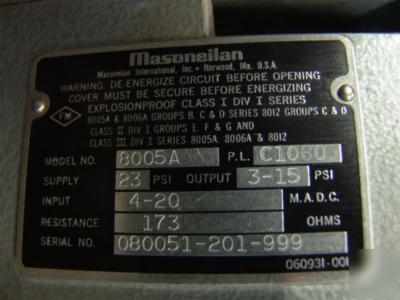 Masoneilan
Masoneilan International, Inc. • Norwood, Ma. U.S.A.
WARNING: DE-ENERGIZE CIRCUIT BEFORE OPENING
COVER MUST BE SECURE BEFORE ENERGIZING
EXPLOSIONPROOF CLASS I DIV I SERIES
8005A & 8006A GROUPS B, C & D SERIES 8012 GROUPS C & D
CLASS II DIV I GROUPS E, F & G AND
CLASS III DIV I SERIES 8005A, 8006A & 8012
FM
MODEL NO. 8005A P.L. C1080
SUPPLY 23 PSI OUTPUT 3-15 PSI
INPUT 4-20 M.A.D.C.
RESISTANCE 173 OHMS
SERIAL NO. 080051-201-999
060931-001